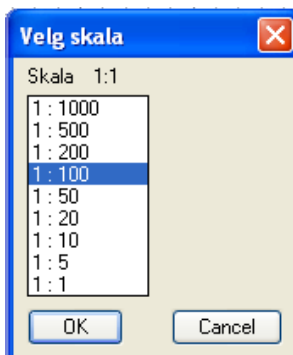 Velg skala
Skala 1:1
1 : 1000
1 : 500
1 : 200
1 : 100
1 : 50
1 : 20
1 : 10
1 : 5
1 : 1
OK Cancel